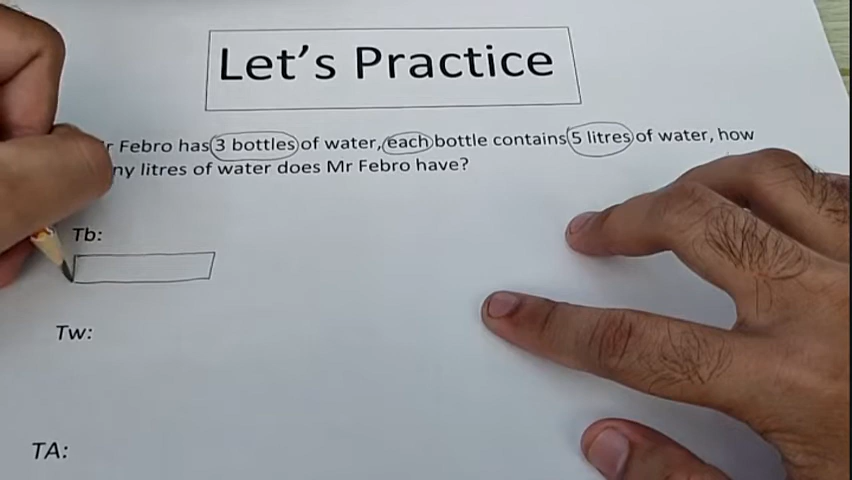 Let's Practice
r Febro has 3 bottles of water, each bottle contains 5 litres of water, how
ny litres of water does Mr Febro have?
Tb:
Tw:
TA: